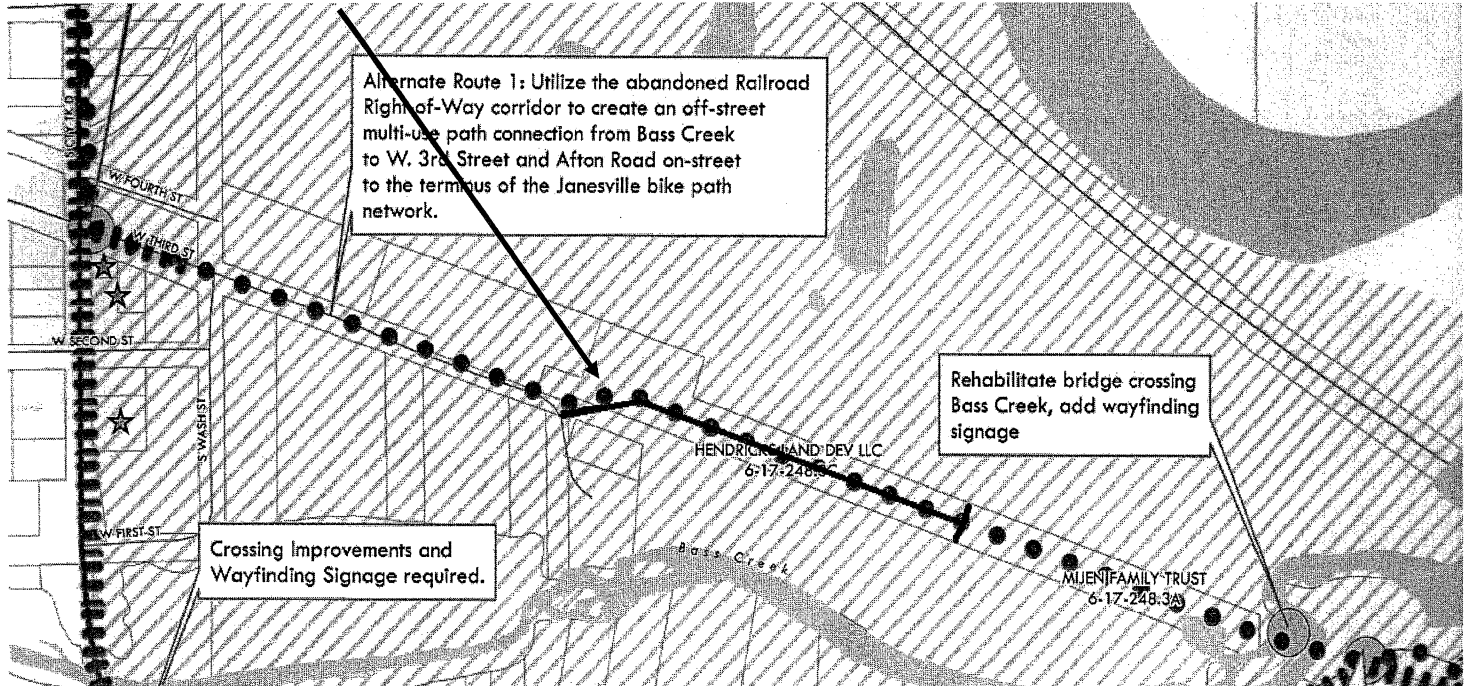 Alternate Route 1: Utilize the abandoned Railroad
Right-of-Way corridor to create an off-street
multi-use path connection from Bass Creek
to W. 3rd Street and Afton Road on-street
to the terminus of the Janesville bike path
network.
W FOURTH ST
W THIRD ST
W SECOND ST
S WASH ST
W FIRST ST
Crossing Improvements and
Wayfinding Signage required.
Bass Creek
HENDRICKS LAND DEV LLC
6-17-248.
Rehabilitate bridge crossing
Bass Creek, add wayfinding
signage
MIJEN FAMILY TRUST
6-17-248.3A